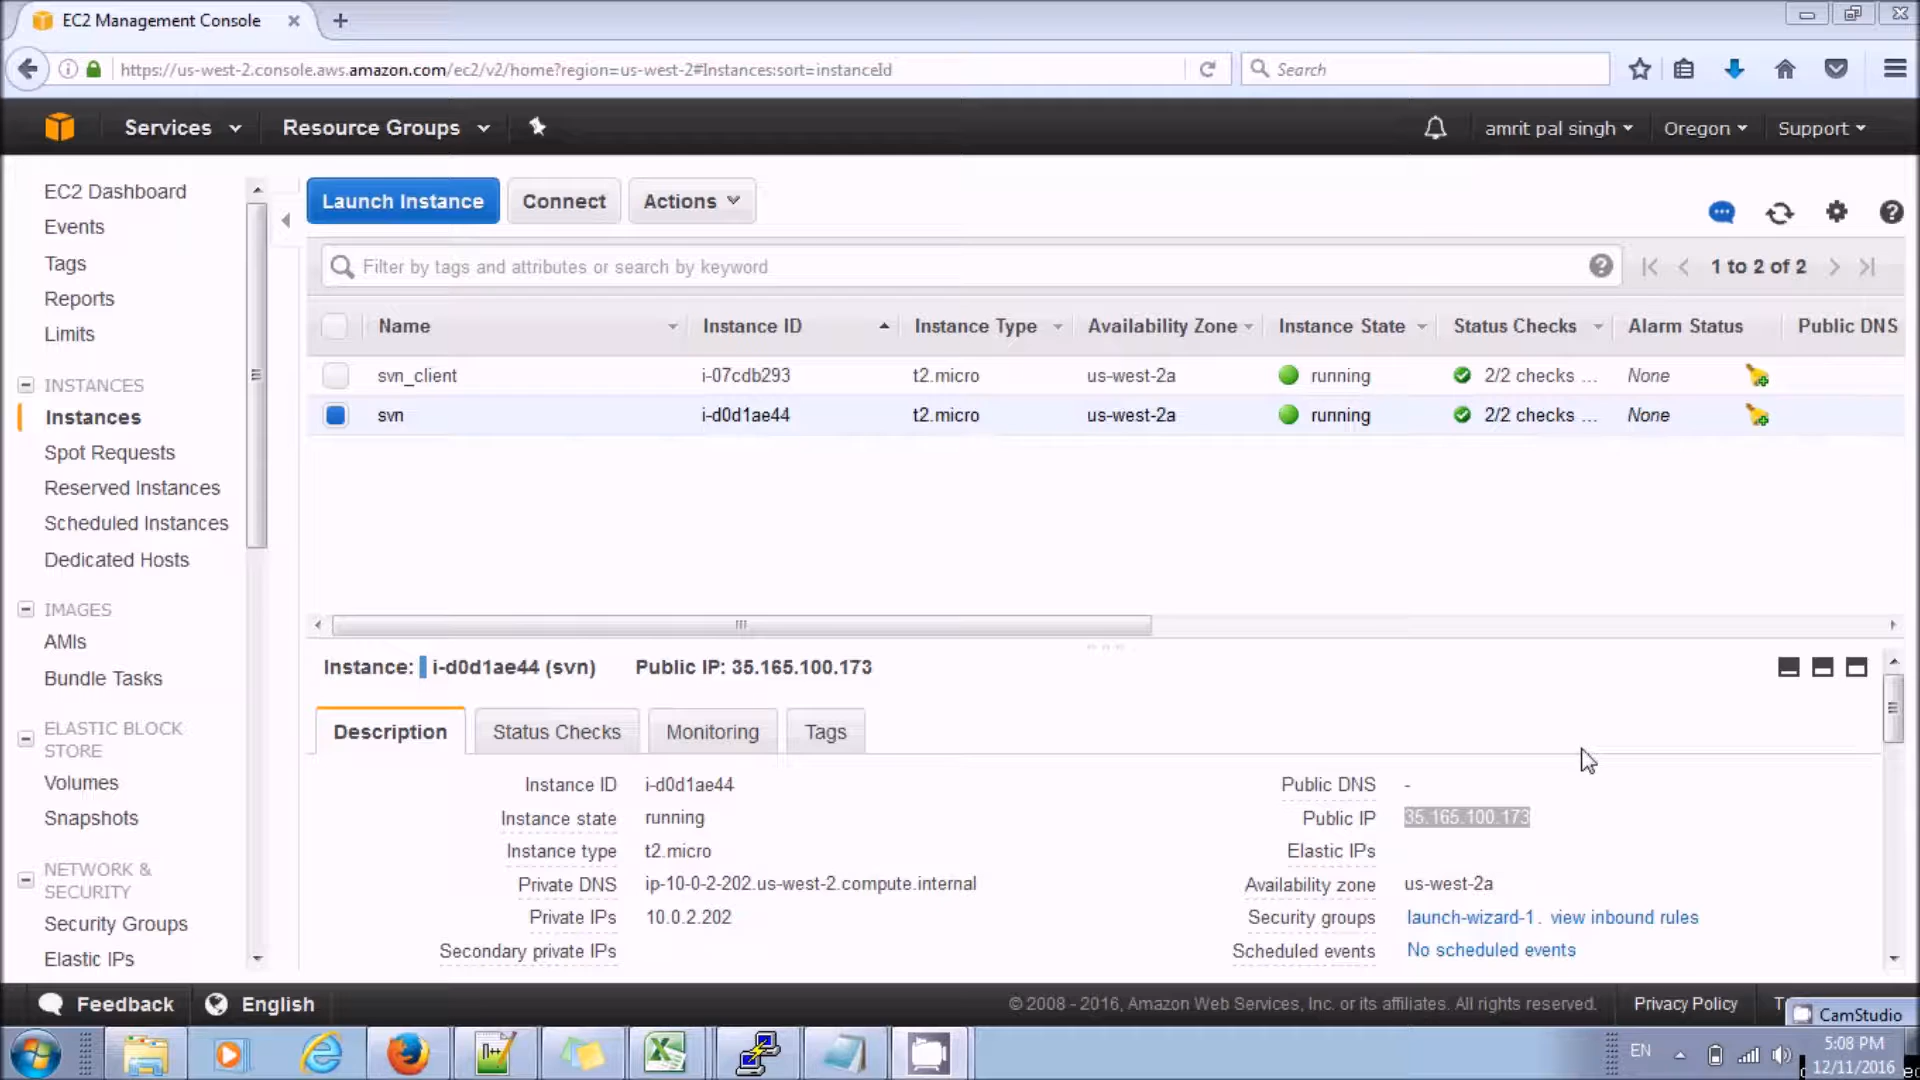 EC2 Management Console
https://us-west-2.console.aws.amazon.com/ec2/v2/home?region=us-west-2#Instances:sort=instanceId
Search
Services
Resource Groups
amrit pal singh
Oregon
Support
EC2 Dashboard
Events
Tags
Reports
Limits
INSTANCES
Instances
Spot Requests
Reserved Instances
Scheduled Instances
Dedicated Hosts
IMAGES
AMIs
Bundle Tasks
ELASTIC BLOCK
STORE
Volumes
Snapshots
NETWORK &
SECURITY
Security Groups
Elastic IPs
Launch Instance Connect Actions
Filter by tags and attributes or search by keyword
1 to 2 of 2
Name Instance ID Instance Type Availability Zone Instance State Status Checks Alarm Status Public DNS
svn_client i-07cdb293 t2.micro us-west-2a running 2/2 checks ... None
svn i-d0d1ae44 t2.micro us-west-2a running 2/2 checks ... None
Instance: i-d0d1ae44 (svn) Public IP: 35.165.100.173
Description Status Checks Monitoring Tags
Instance ID i-d0d1ae44
Instance state running
Instance type t2.micro
Private DNS ip-10-0-2-202.us-west-2.compute.internal
Private IPs 10.0.2.202
Secondary private IPs
Public DNS -
Public IP 35.165.100.173
Elastic IPs
Availability zone us-west-2a
Security groups launch-wizard-1. view inbound rules
Scheduled events No scheduled events
Feedback
English
© 2008 - 2016, Amazon Web Services, Inc. or its affiliates. All rights reserved.
Privacy Policy
CamStudio
EN
5:08 PM
12/11/2016